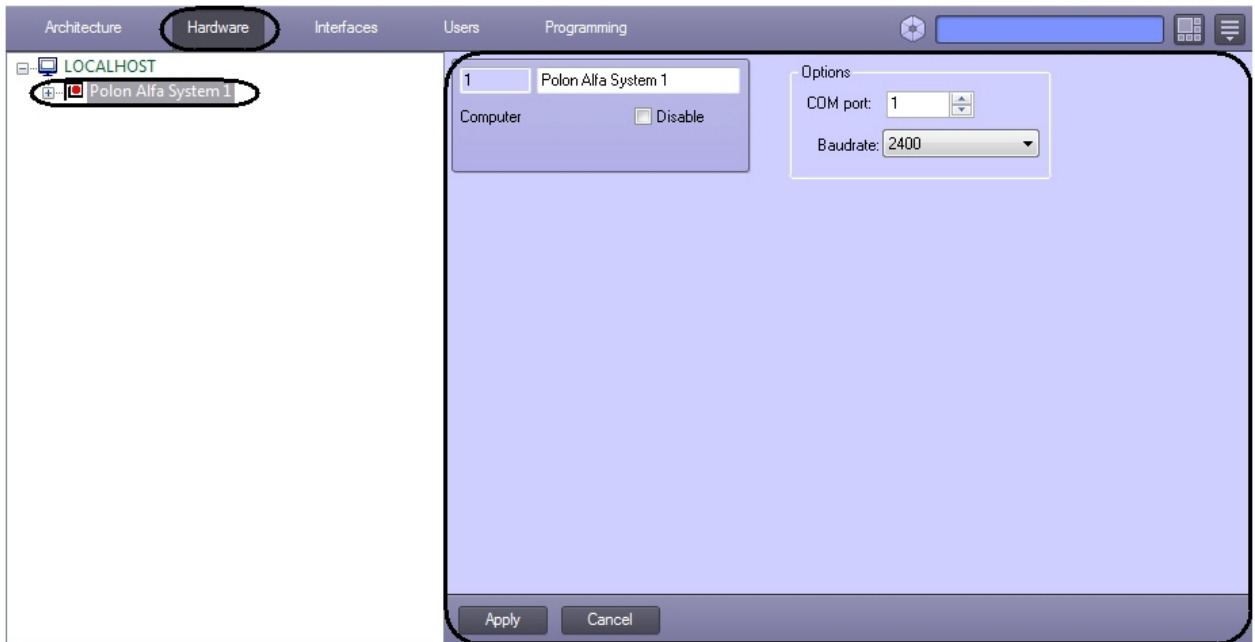 Architecture Hardware Interfaces Users Programming
LOCALHOST
Polon Alfa System 1
1 Polon Alfa System 1
Computer Disable
Options
COM port: 1
Baudrate: 2400
Apply Cancel